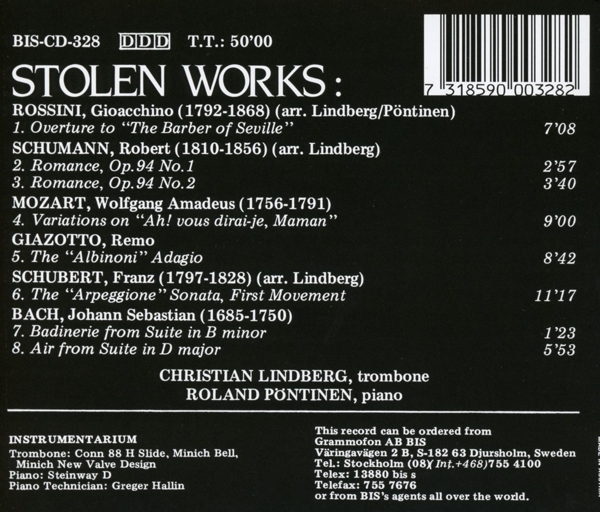 BIS-CD-328 DDD T.T.: 50'00
STOLEN WORKS:
7 318590 003282
ROSSINI, Gioacchino (1792-1868) (arr. Lindberg/Pöntinen)
1. Overture to "The Barber of Seville" 7'08
SCHUMANN, Robert (1810-1856) (arr. Lindberg)
2. Romance, Op.94 No.1 2'57
3. Romance, Op.94 No.2 3'40
MOZART, Wolfgang Amadeus (1756-1791)
4. Variations on "Ah! vous dirai-je, Maman" 9'00
GIAZOTTO, Remo
5. The "Albinoni" Adagio 8'42
SCHUBERT, Franz (1797-1828) (arr. Lindberg)
6. The "Arpeggione" Sonata, First Movement 11'17
BACH, Johann Sebastian (1685-1750)
7. Badinerie from Suite in B minor 1'23
8. Air from Suite in D major 5'53
CHRISTIAN LINDBERG, trombone
ROLAND PÖNTINEN, piano
INSTRUMENTARIUM
Trombone: Conn 88 H Slide, Minich Bell,
Minich New Valve Design
Piano: Steinway D
Piano Technician: Greger Hallin
This record can be ordered from
Grammofon AB BIS
Väringavägen 2 B, S-182 63 Djursholm, Sweden
Tel.: Stockholm (08)(Int.+468)755 4100
Telex: 13880 bis s
Telefax: 755 7676
or from BIS's agents all over the world.